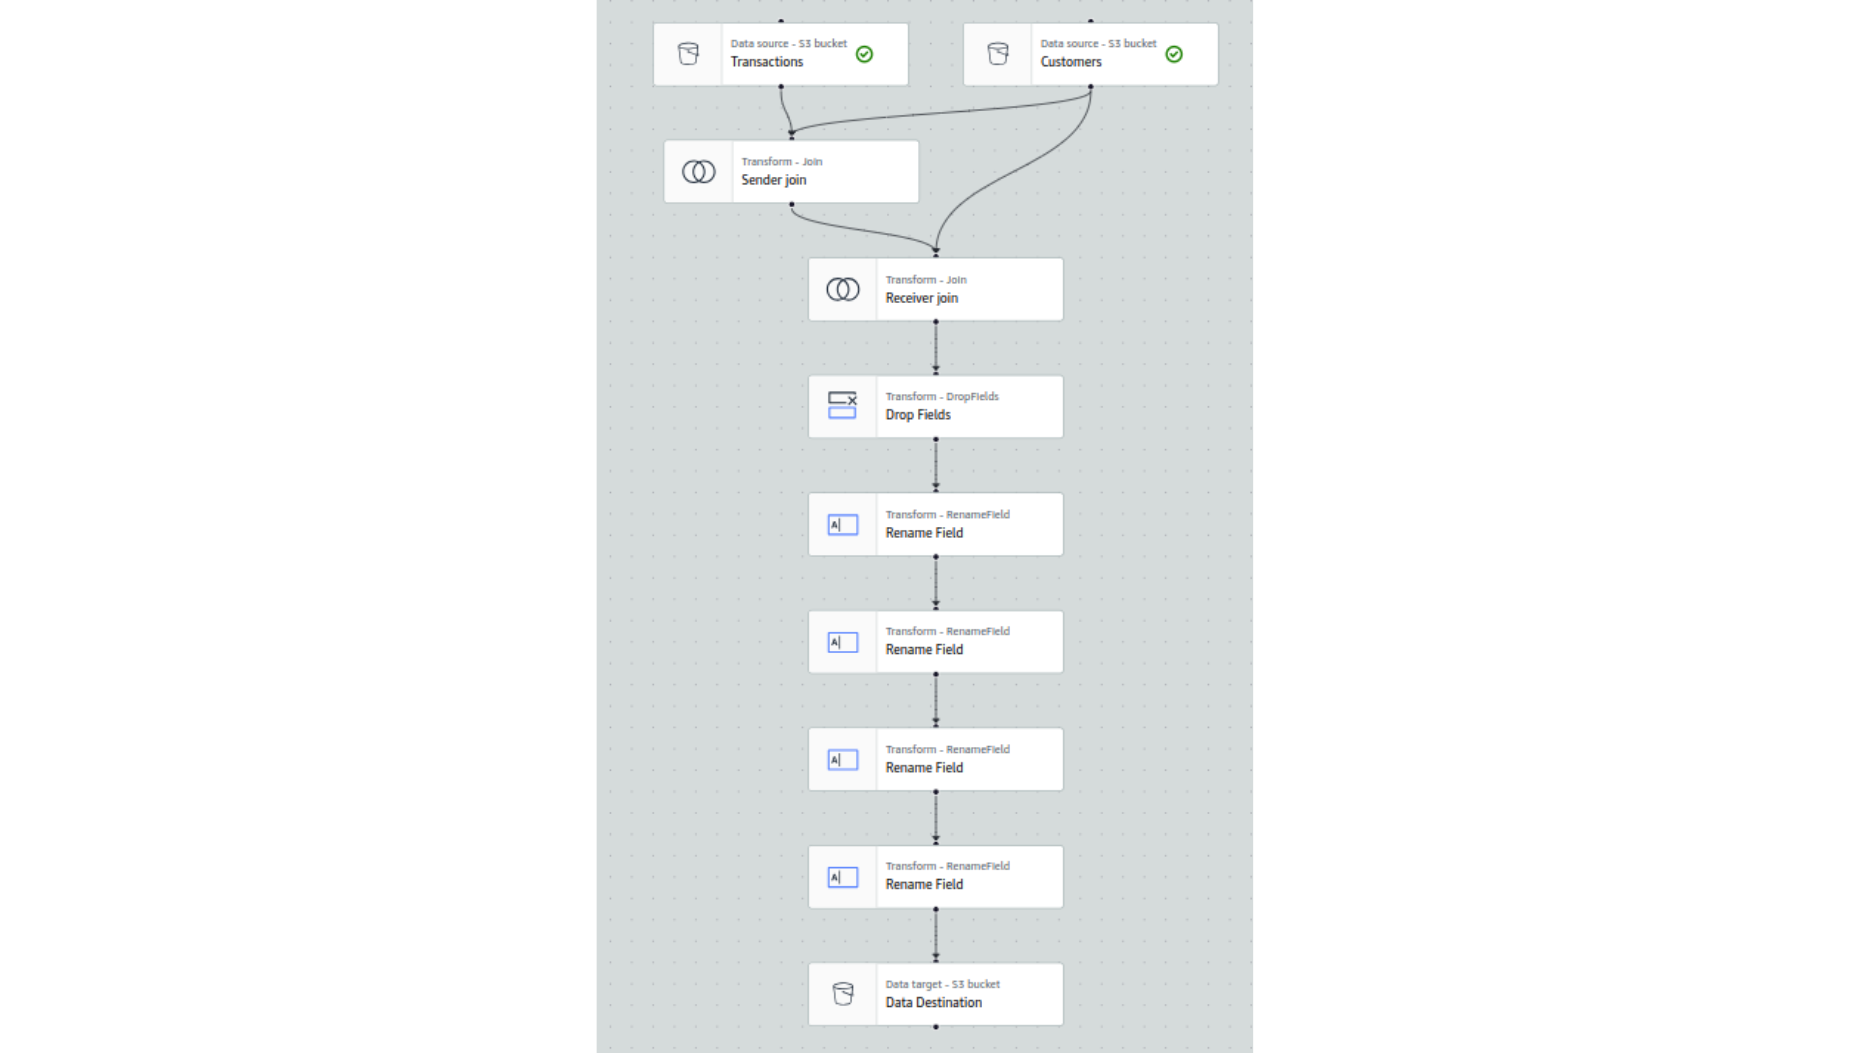 Data source - S3 bucket
Transactions
Data source - S3 bucket
Customers
Transform - Join
Sender join
Transform - Join
Receiver join
Transform - DropFields
Drop Fields
Transform - RenameField
Rename Field
Transform - RenameField
Rename Field
Transform - RenameField
Rename Field
Transform - RenameField
Rename Field
Data target - S3 bucket
Data Destination